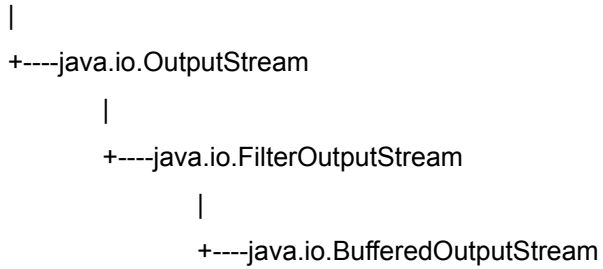 |
+----java.io.OutputStream
|
+----java.io.FilterOutputStream
|
+----java.io.BufferedOutputStream